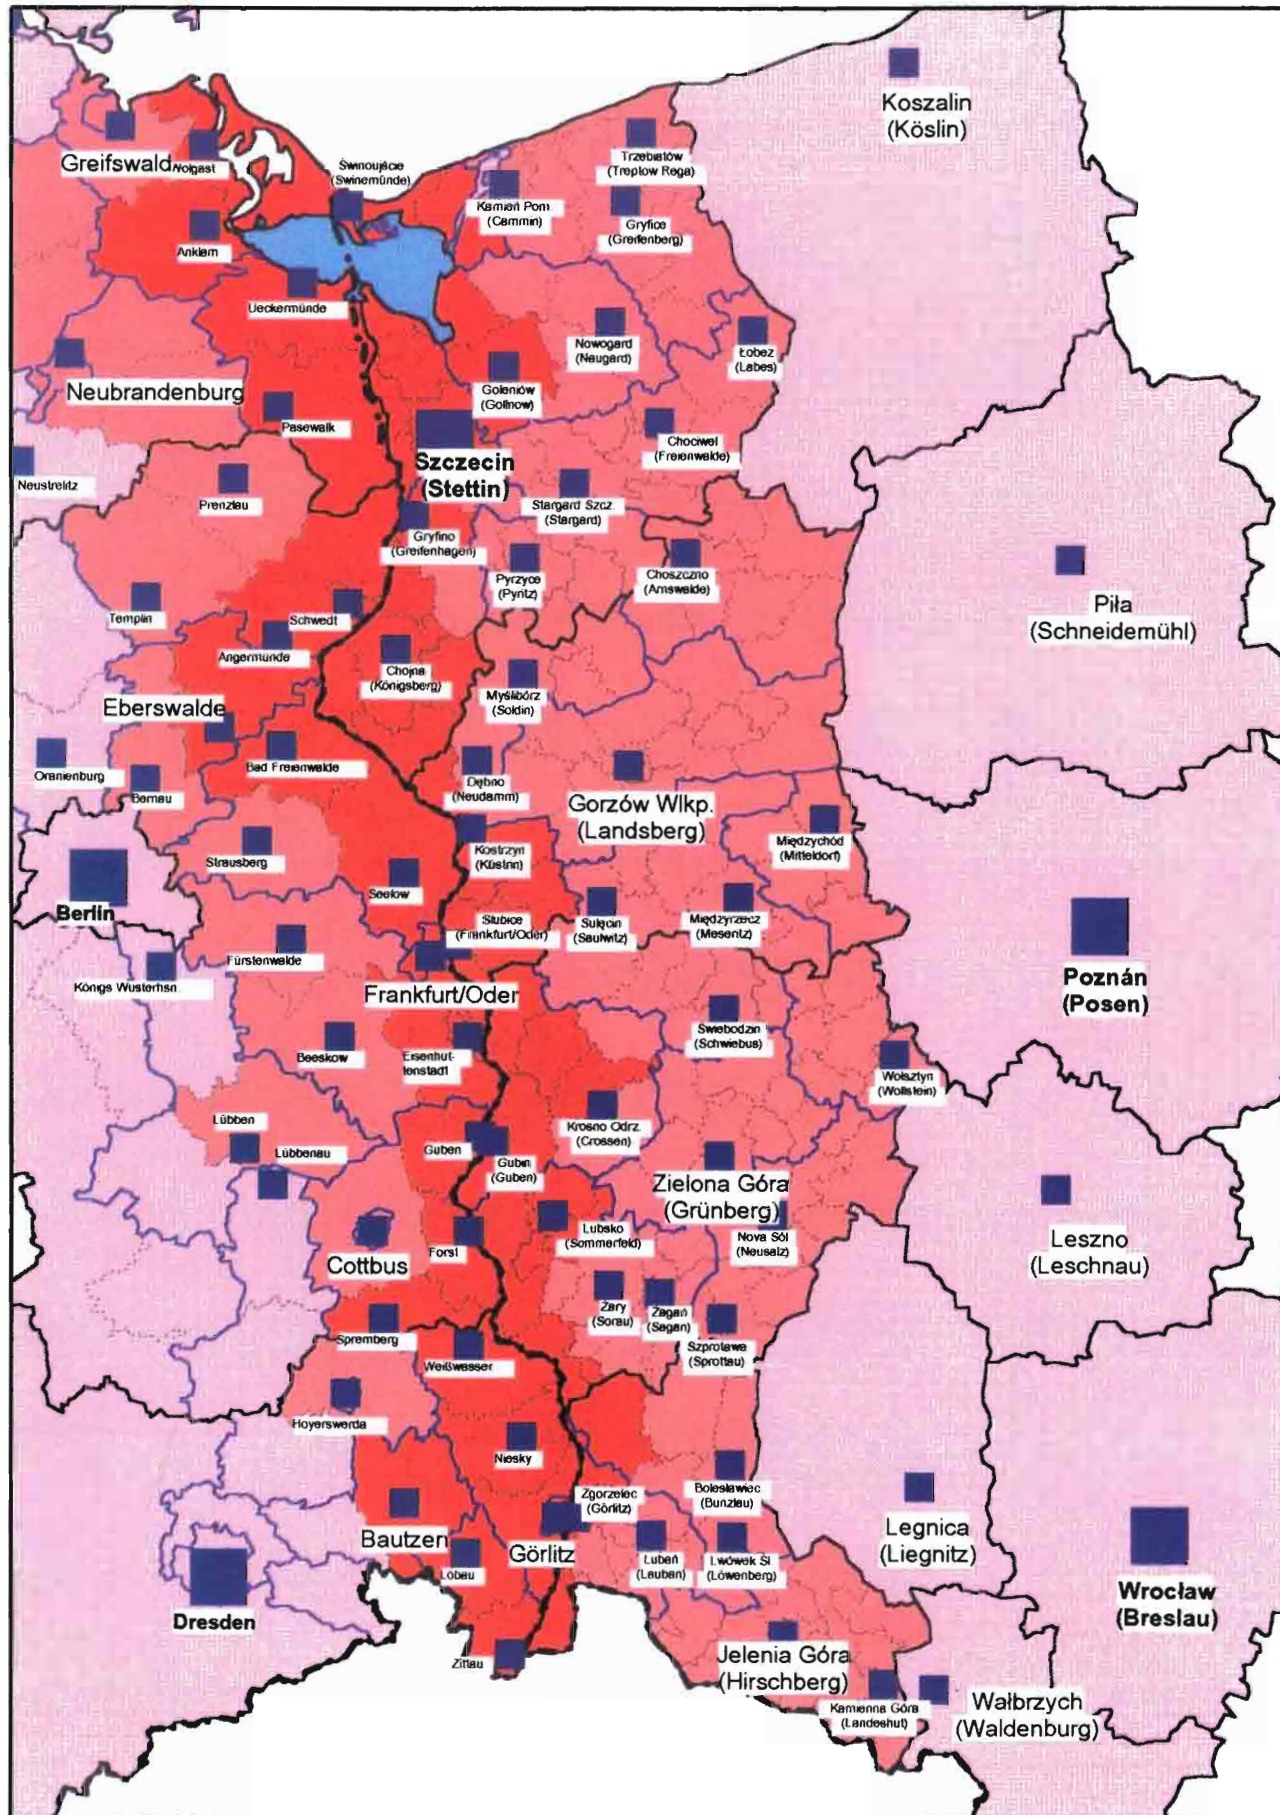 Koszalin
(Köslin)
Greifswald
Wolgast
Świnoujście
(Swinemünde)
Kamień Pom.
(Cammin)
Trzebiatów
(Treptow Rega)
Gryfice
(Greifenberg)
Anklam
Ueckermünde
Nowogard
(Naugard)
Łobez
(Labes)
Neubrandenburg
Goleniów
(Gollnow)
Pasewalk
Chociwel
(Freienwalde)
Szczecin
(Stettin)
Neustrelitz
Prenzlau
Stargard Szcz.
(Stargard)
Gryfino
(Greifenhagen)
Pyrzyce
(Pyritz)
Choszczno
(Arnswalde)
Piła
(Schneidemühl)
Templin
Schwedt
Angermünde
Chojna
(Königsberg)
Myślibórz
(Soldin)
Eberswalde
Oranienburg
Bernau
Bad Freienwalde
Dębno
(Neudamm)
Gorzów Wlkp.
(Landsberg)
Międzychód
(Mitteldorf)
Strausberg
Kostrzyn
(Küstrin)
Seelow
Berlin
Słubice
(Frankfurt/Oder)
Sulęcin
(Saulwitz)
Międzyrzecz
(Meseritz)
Fürstenwalde
Königs Wusterhsn.
Frankfurt/Oder
Poznán
(Posen)
Beeskow
Eisenhüt-
tenstadt
Świebodzin
(Schwiebus)
Wolsztyn
(Wollstein)
Krosno Odrz.
(Crossen)
Lübben
Lübbenau
Guben
Gubin
(Guben)
Zielona Góra
(Grünberg)
Lubsko
(Sommerfeld)
Nova Sól
(Neusalz)
Leszno
(Leschnau)
Cottbus
Forst
Żary
(Sorau)
Żagań
(Sagan)
Szprotawa
(Sprottau)
Spremberg
Weißwasser
Hoyerswerda
Niesky
Bolesławiec
(Bunzlau)
Zgorzelec
(Görlitz)
Bautzen
Görlitz
Löbau
Lubań
(Lauban)
Lwówek Śl
(Löwenberg)
Legnica
(Liegnitz)
Wrocław
(Breslau)
Dresden
Zittau
Jelenia Góra
(Hirschberg)
Kamienna Góra
(Landeshut)
Wałbrzych
(Waldenburg)